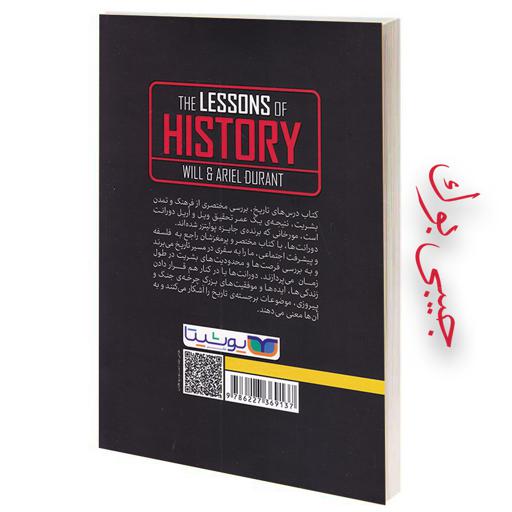 THE LESSONS OF
HISTORY
WILL & ARIEL DURANT
کتاب درس‌های تاریخ، بررسی مختصری از فرهنگ و تمدن
بشریت، نتیجه‌ی یک عمر تحقیق ویل و آریل دورانت
است. مورخانی که برنده‌ی جایزه پولیتزر شده‌اند.
دورانت‌ها، با کتاب مختصر و پرمغزشان راجع به فلسفه
و پیشرفت اجتماعی، ما را به سفری در مسیر تاریخ می‌برند
و به بررسی فرصت‌ها و محدودیت‌های بشریت در طول
زمان می‌پردازند. دورانت‌ها با در کنار هم قرار دادن
زندگی‌ها، ایده‌ها و موفقیت‌های بزرگ چرخه‌ی جنگ و
پیروزی، موضوعات برجسته‌ی تاریخ را آشکار می‌کنند و به
آن‌ها معنی می‌دهند.
9 786227 369137
جیبی بوک